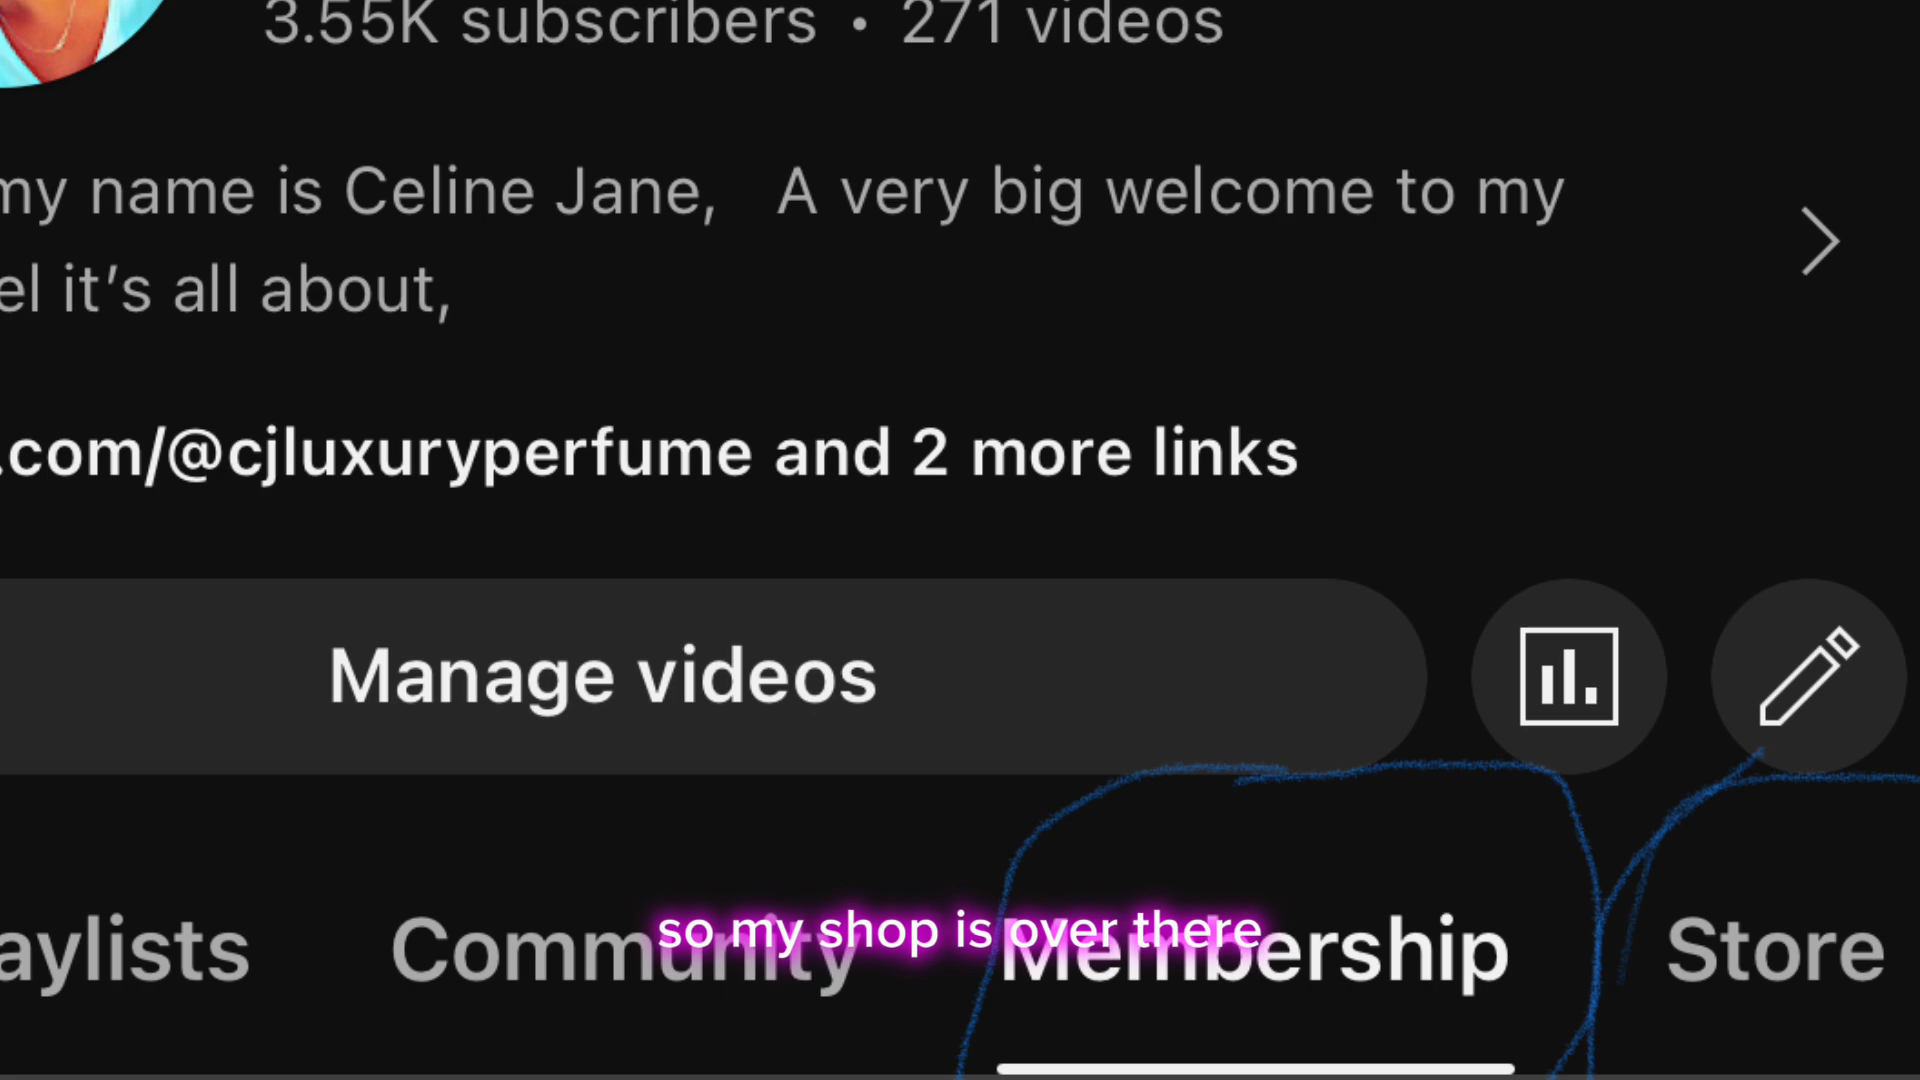 3.55K subscribers • 271 videos
my name is Celine Jane, A very big welcome to my
el it's all about,
.com/@cjluxuryperfume and 2 more links
Manage videos
aylists Community Membership Store
so my shop is over there